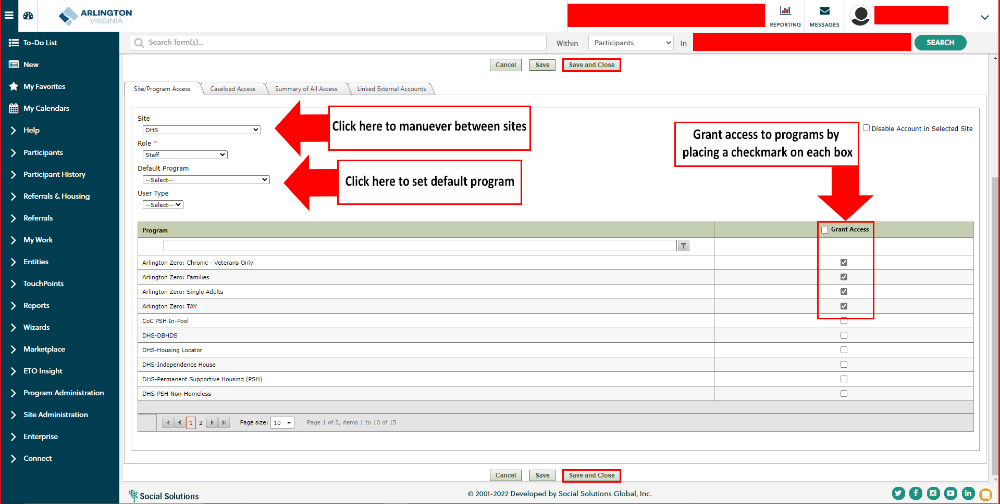 ARLINGTON
VIRGINIA
REPORTING
MESSAGES
Search Term(s)...
Within
Participants
In
SEARCH
To-Do List
New
My Favorites
My Calendars
Help
Participants
Participant History
Referrals & Housing
Referrals
My Work
Entities
TouchPoints
Reports
Wizards
Marketplace
ETO Insight
Program Administration
Site Administration
Enterprise
Connect
Cancel
Save
Save and Close
Site/Program Access
Caseload Access
Summary of All Access
Linked External Accounts
Site
DHS
Click here to manuever between sites
Grant access to programs by
placing a checkmark on each box
Disable Account in Selected Site
Role *
Staff
Default Program
--Select--
Click here to set default program
User Type
--Select--
Program
Grant Access
Arlington Zero: Chronic - Veterans Only
Arlington Zero: Families
Arlington Zero: Single Adults
Arlington Zero: TAY
CoC PSH In-Pool
DHS-DBHDS
DHS-Housing Locator
DHS-Independence House
DHS-Permanent Supportive Housing (PSH)
DHS-PSH Non-Homeless
1
2
Page size:
10
Page 1 of 2, items 1 to 10 of 15
Cancel
Save
Save and Close
Social Solutions
© 2001-2022 Developed by Social Solutions Global, Inc.